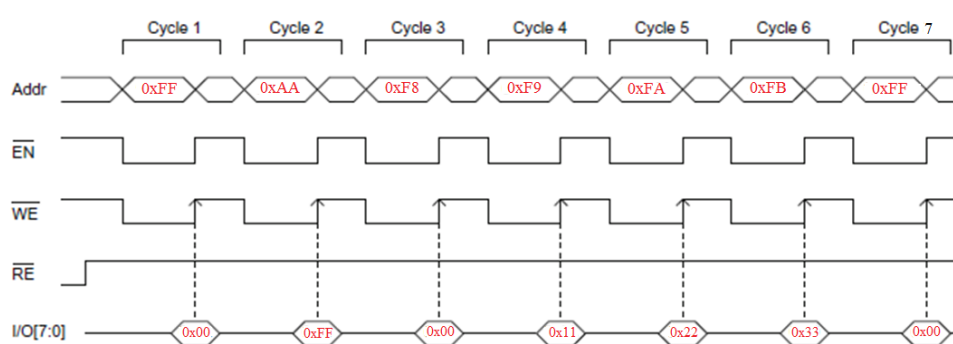 Cycle 1 Cycle 2 Cycle 3 Cycle 4 Cycle 5 Cycle 6 Cycle 7
Addr 0xFF 0xAA 0xF8 0xF9 0xFA 0xFB 0xFF
EN
WE
RE
I/O[7:0] 0x00 0xFF 0x00 0x11 0x22 0x33 0x00